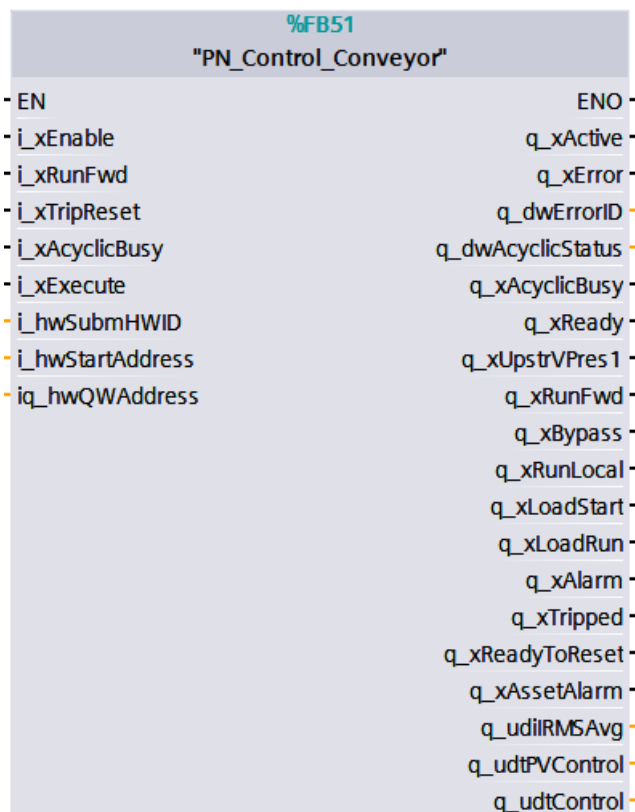 %FB51
"PN_Control_Conveyor"
EN ENO
i_xEnable q_xActive
i_xRunFwd q_xError
i_xTripReset q_dwErrorID
i_xAcyclicBusy q_dwAcyclicStatus
i_xExecute q_xAcyclicBusy
i_hwSubmHWID q_xReady
i_hwStartAddress q_xUpstrVPres1
iq_hwQWAddress q_xRunFwd
q_xBypass
q_xRunLocal
q_xLoadStart
q_xLoadRun
q_xAlarm
q_xTripped
q_xReadyToReset
q_xAssetAlarm
q_udiIRMSAvg
q_udtPVControl
q_udtControl